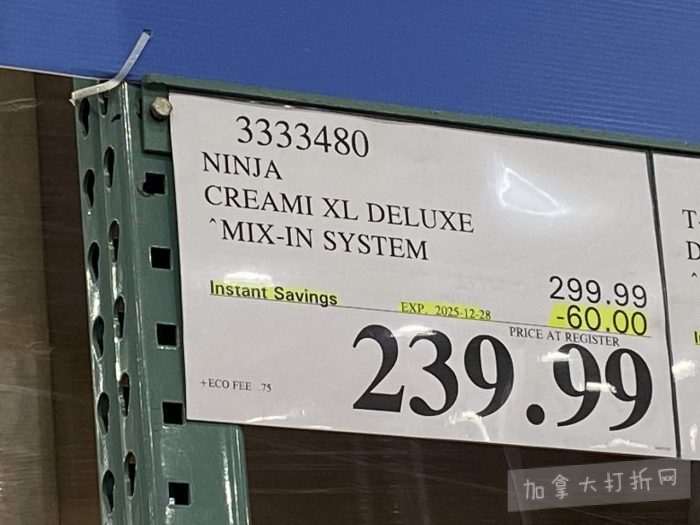 3333480
NINJA
CREAMI XL DELUXE
^MIX-IN SYSTEM
299.99
Instant Savings EXP. 2025-12-28 -60.00
PRICE AT REGISTER
239.99
+ECO FEE .75
T-
D
^
加拿大打折网